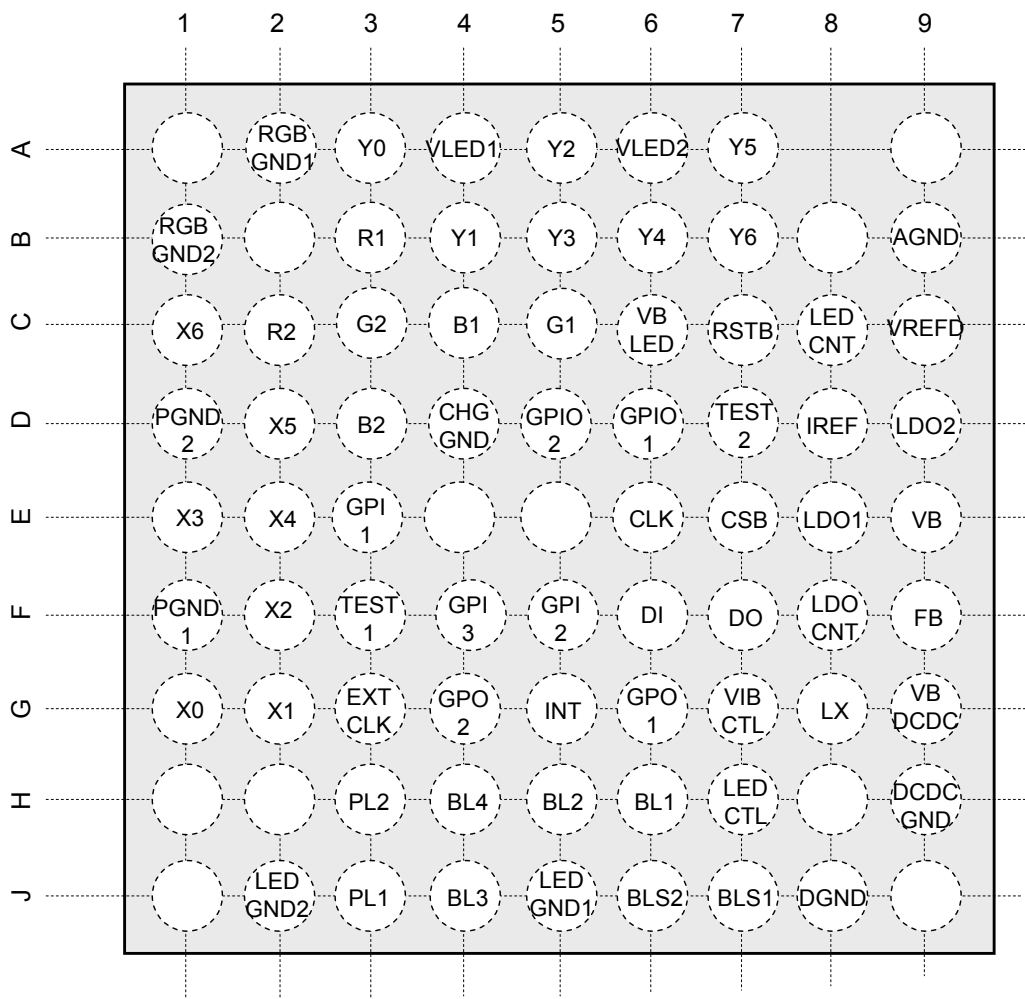 1 2 3 4 5 6 7 8 9
A RGB GND1 Y0 VLED1 Y2 VLED2 Y5
B RGB GND2 R1 Y1 Y3 Y4 Y6 AGND
C X6 R2 G2 B1 G1 VB LED RSTB LED CNT VREFD
D PGND 2 X5 B2 CHG GND GPIO 2 GPIO 1 TEST 2 IREF LDO2
E X3 X4 GPI 1 CLK CSB LDO1 VB
F PGND 1 X2 TEST 1 GPI 3 GPI 2 DI DO LDO CNT FB
G X0 X1 EXT CLK GPO 2 INT GPO 1 VIB CTL LX VB DCDC
H PL2 BL4 BL2 BL1 LED CTL DCDC GND
J LED GND2 PL1 BL3 LED GND1 BLS2 BLS1 DGND